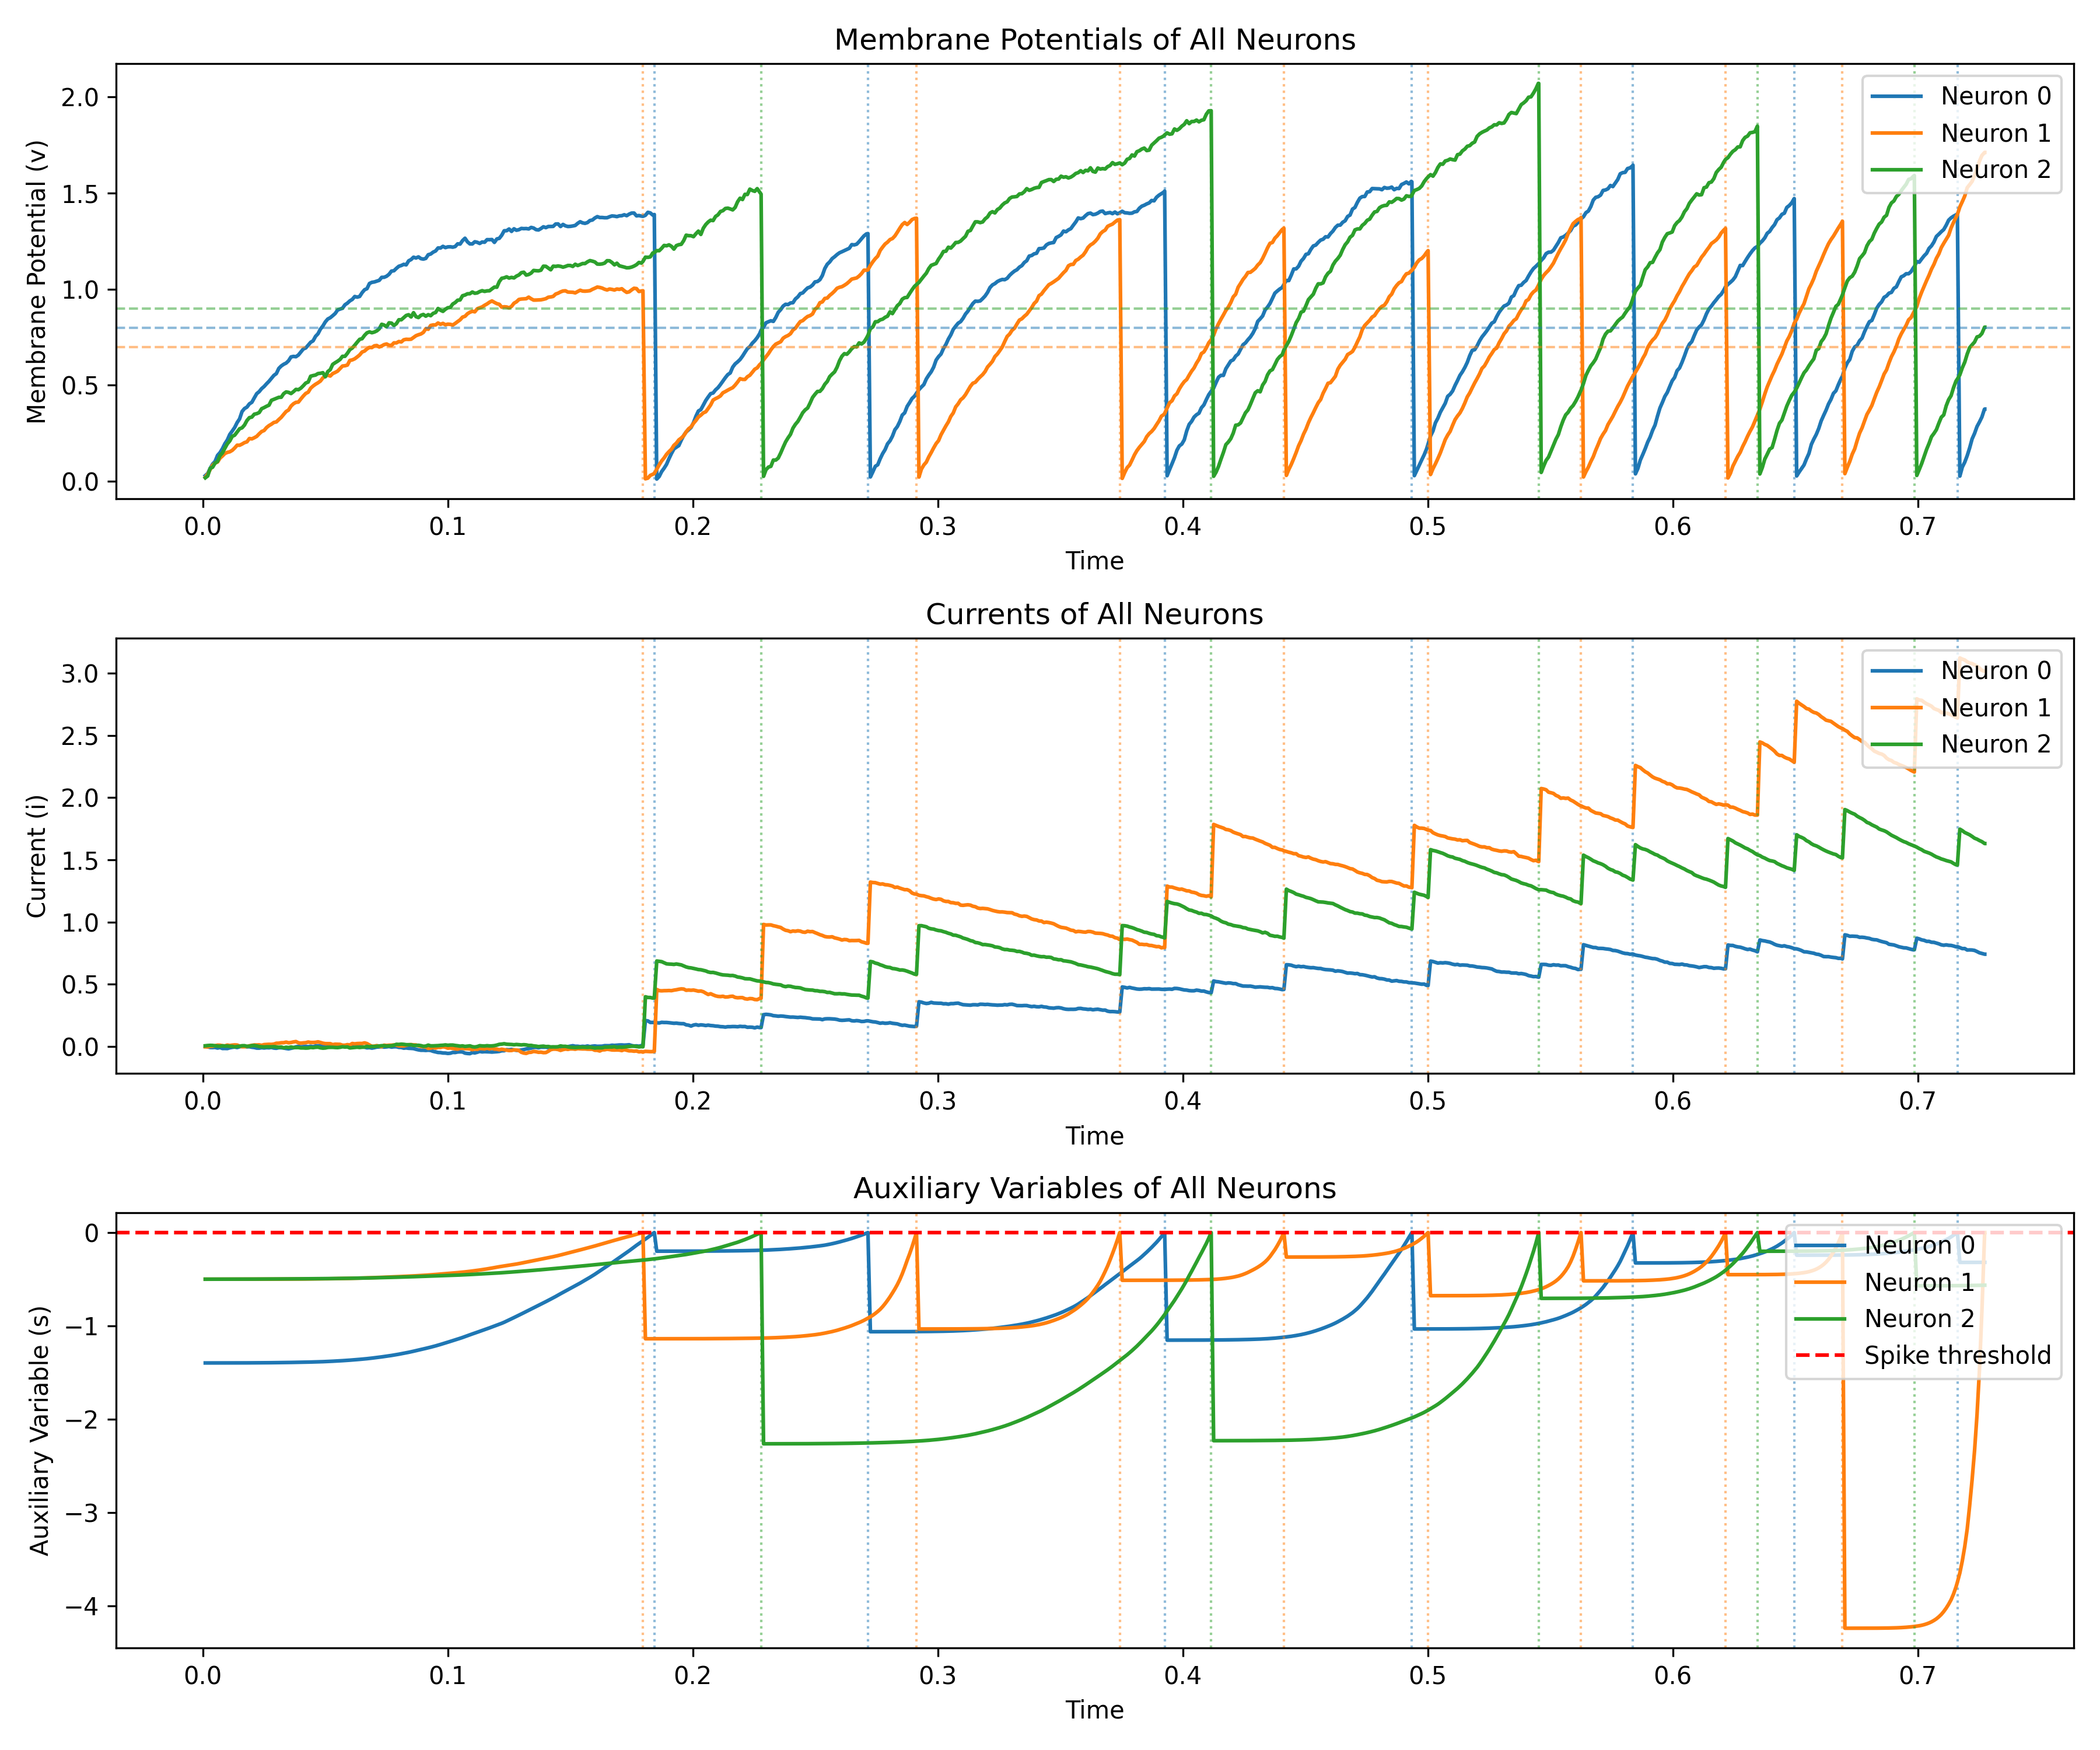 Membrane Potentials of All Neurons
Membrane Potential (v)
2.0
1.5
1.0
0.5
0.0
Neuron 0
Neuron 1
Neuron 2
0.0 0.1 0.2 0.3 0.4 0.5 0.6 0.7
Time
Currents of All Neurons
Current (i)
3.0
2.5
2.0
1.5
1.0
0.5
0.0
Neuron 0
Neuron 1
Neuron 2
0.0 0.1 0.2 0.3 0.4 0.5 0.6 0.7
Time
Auxiliary Variables of All Neurons
Auxiliary Variable (s)
0
−1
−2
−3
−4
Neuron 0
Neuron 1
Neuron 2
Spike threshold
0.0 0.1 0.2 0.3 0.4 0.5 0.6 0.7
Time